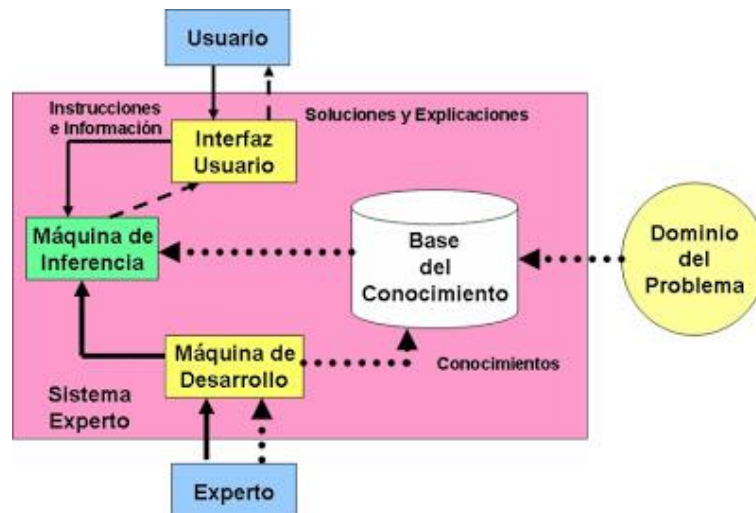 Usuario
Instrucciones
e Información
Soluciones y Explicaciones
Interfaz
Usuario
Máquina de
Inferencia
Base
del
Conocimiento
Dominio
del
Problema
Máquina de
Desarrollo
Conocimientos
Sistema
Experto
Experto